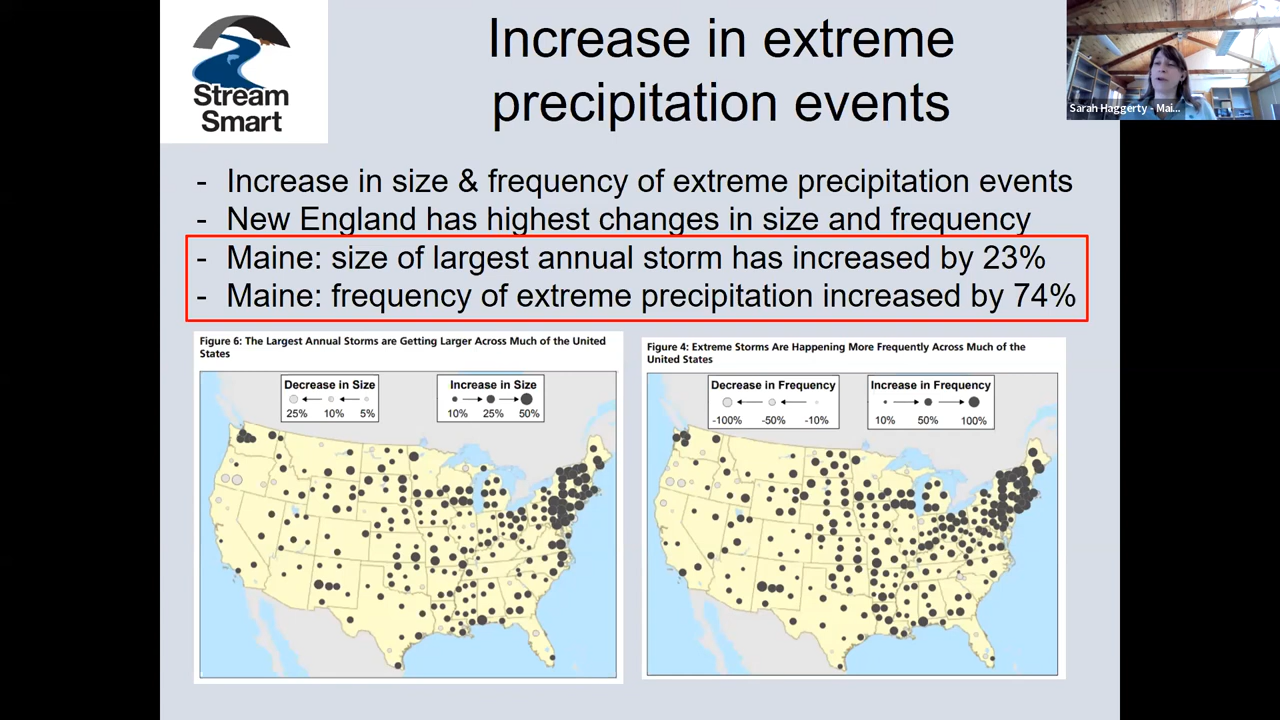 Stream
Smart
Increase in extreme
precipitation events
Sarah Haggerty - Mai...
- Increase in size & frequency of extreme precipitation events
- New England has highest changes in size and frequency
- Maine: size of largest annual storm has increased by 23%
- Maine: frequency of extreme precipitation increased by 74%
Figure 6: The Largest Annual Storms are Getting Larger Across Much of the United
States
Decrease in Size
25% 10% 5%
Increase in Size
10% 25% 50%
Figure 4: Extreme Storms Are Happening More Frequently Across Much of the
United States
Decrease in Frequency
-100% -50% -10%
Increase in Frequency
10% 50% 100%